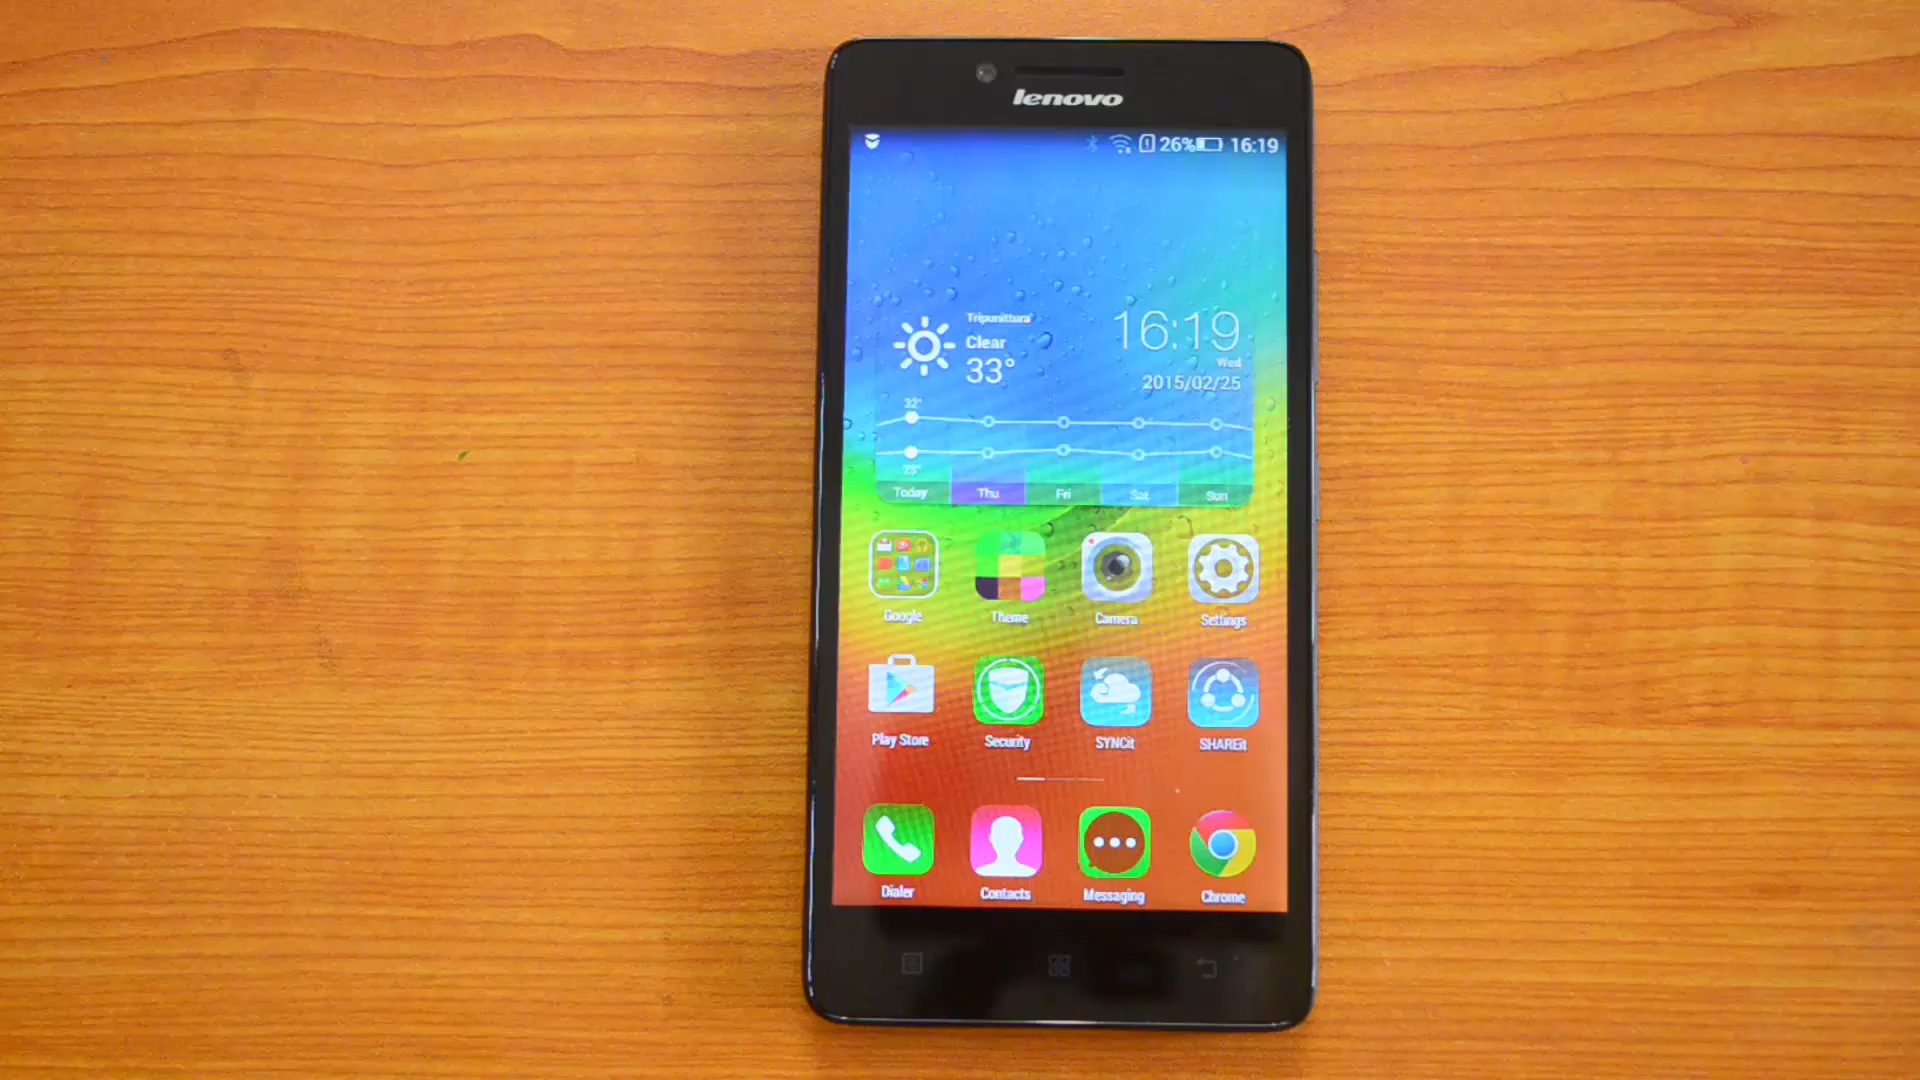 lenovo
26% 16:19
Tripunittura
Clear
33°
16:19
Wed
2015/02/25
32°
23°
Today Thu Fri Sat Sun
Google Theme Camera Settings
Play Store Security SYNCit SHAREit
Dialer Contacts Messaging Chrome